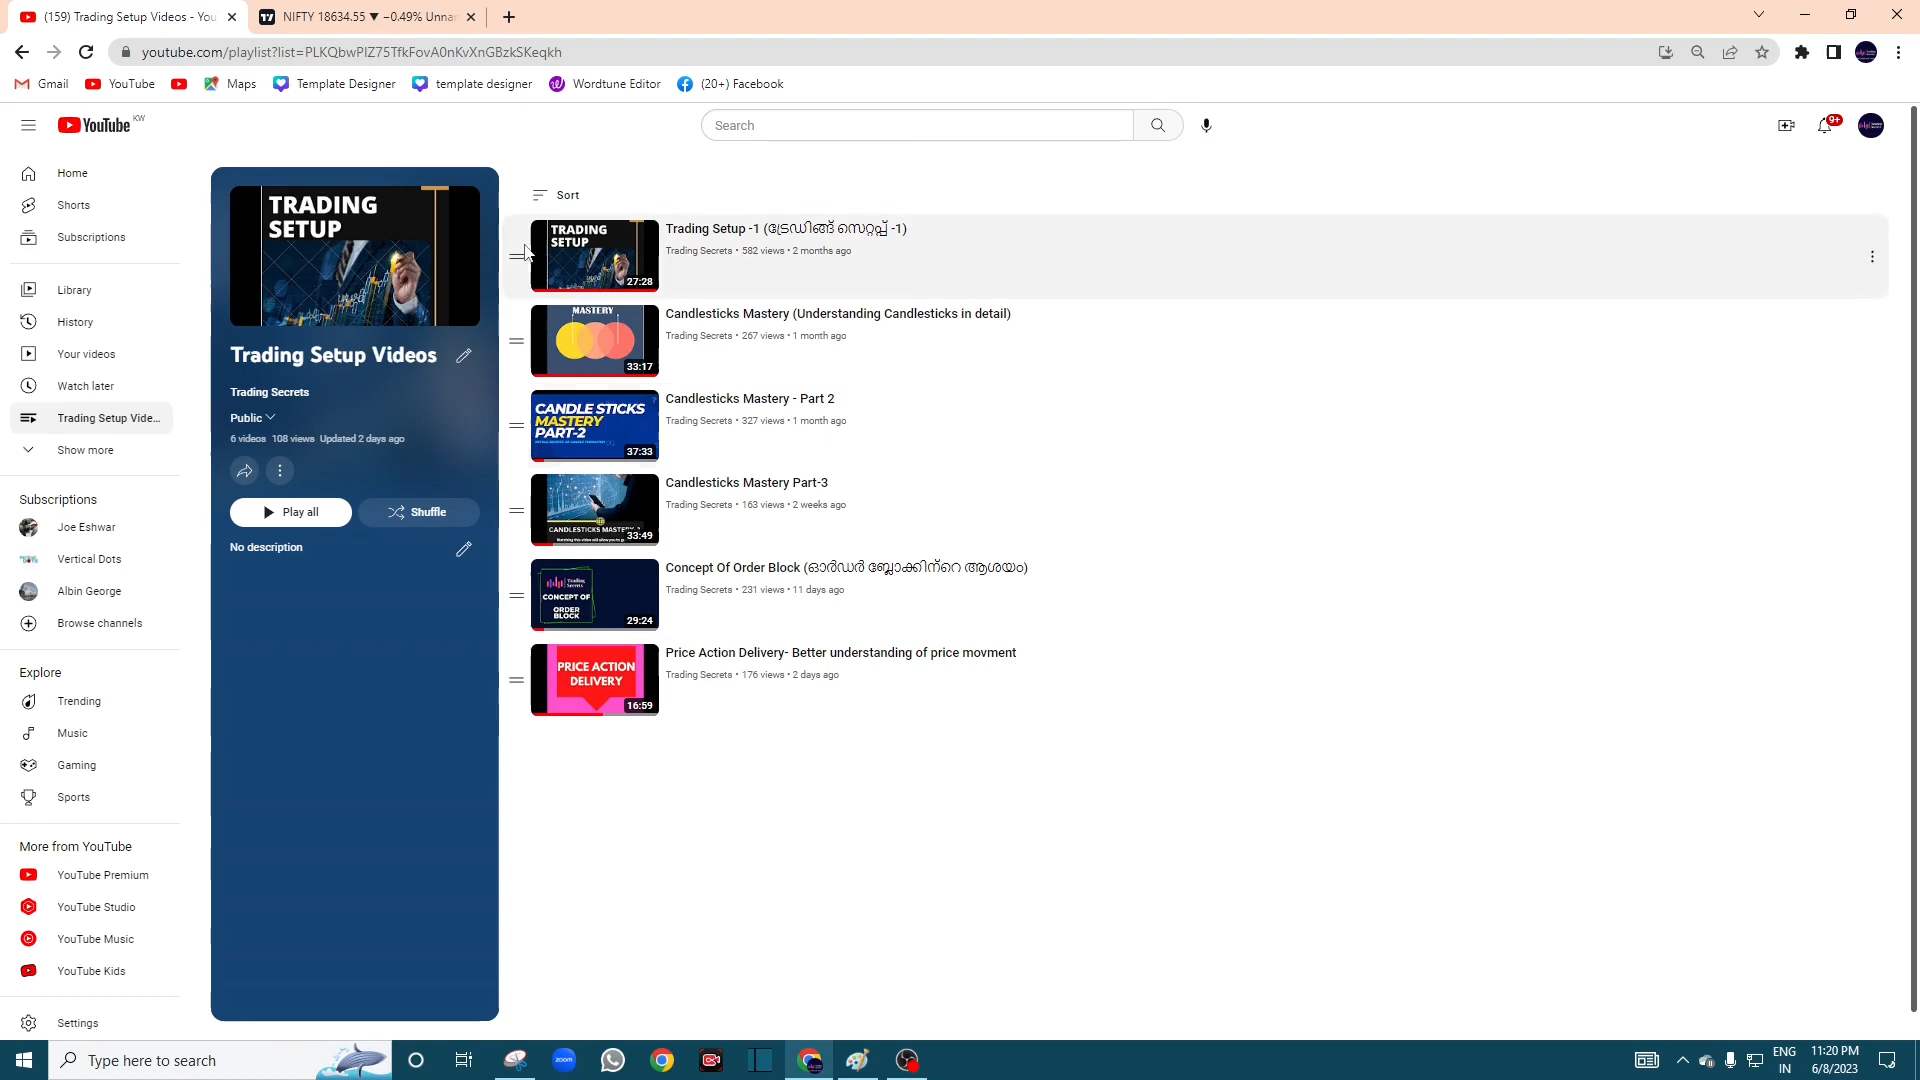 (159) Trading Setup Videos - You
NIFTY 18634.55 ▼ −0.49% Unnar
youtube.com/playlist?list=PLKQbwPIZ75TfkFovA0nKvXnGBzkSKeqkh
Gmail
YouTube
Maps
Template Designer
template designer
Wordtune Editor
(20+) Facebook
YouTube KW
Search
9+
Home
Shorts
Subscriptions
Library
History
Your videos
Watch later
Trading Setup Vide...
Show more
Subscriptions
Joe Eshwar
Vertical Dots
Albin George
Browse channels
Explore
Trending
Music
Gaming
Sports
More from YouTube
YouTube Premium
YouTube Studio
YouTube Music
YouTube Kids
Settings
TRADING
SETUP
Trading Setup Videos
Trading Secrets
Public
6 videos 108 views Updated 2 days ago
Play all
Shuffle
No description
Sort
TRADING
SETUP
27:28
Trading Setup -1 (ട്രേഡിങ്ങ് സെറ്റപ്പ് -1)
Trading Secrets • 582 views • 2 months ago
MASTERY
33:17
Candlesticks Mastery (Understanding Candlesticks in detail)
Trading Secrets • 267 views • 1 month ago
CANDLE STICKS
MASTERY
PART-2
37:33
Candlesticks Mastery - Part 2
Trading Secrets • 327 views • 1 month ago
CANDLESTICKS MASTERY-3
33:49
Candlesticks Mastery Part-3
Trading Secrets • 163 views • 2 weeks ago
Trading
Secrets
CONCEPT OF
ORDER
BLOCK
29:24
Concept Of Order Block (ഓർഡർ ബ്ലോക്കിന്റെ ആശയം)
Trading Secrets • 231 views • 11 days ago
PRICE ACTION
DELIVERY
16:59
Price Action Delivery- Better understanding of price movment
Trading Secrets • 176 views • 2 days ago
Type here to search
zoom
ENG
IN
11:20 PM
6/8/2023